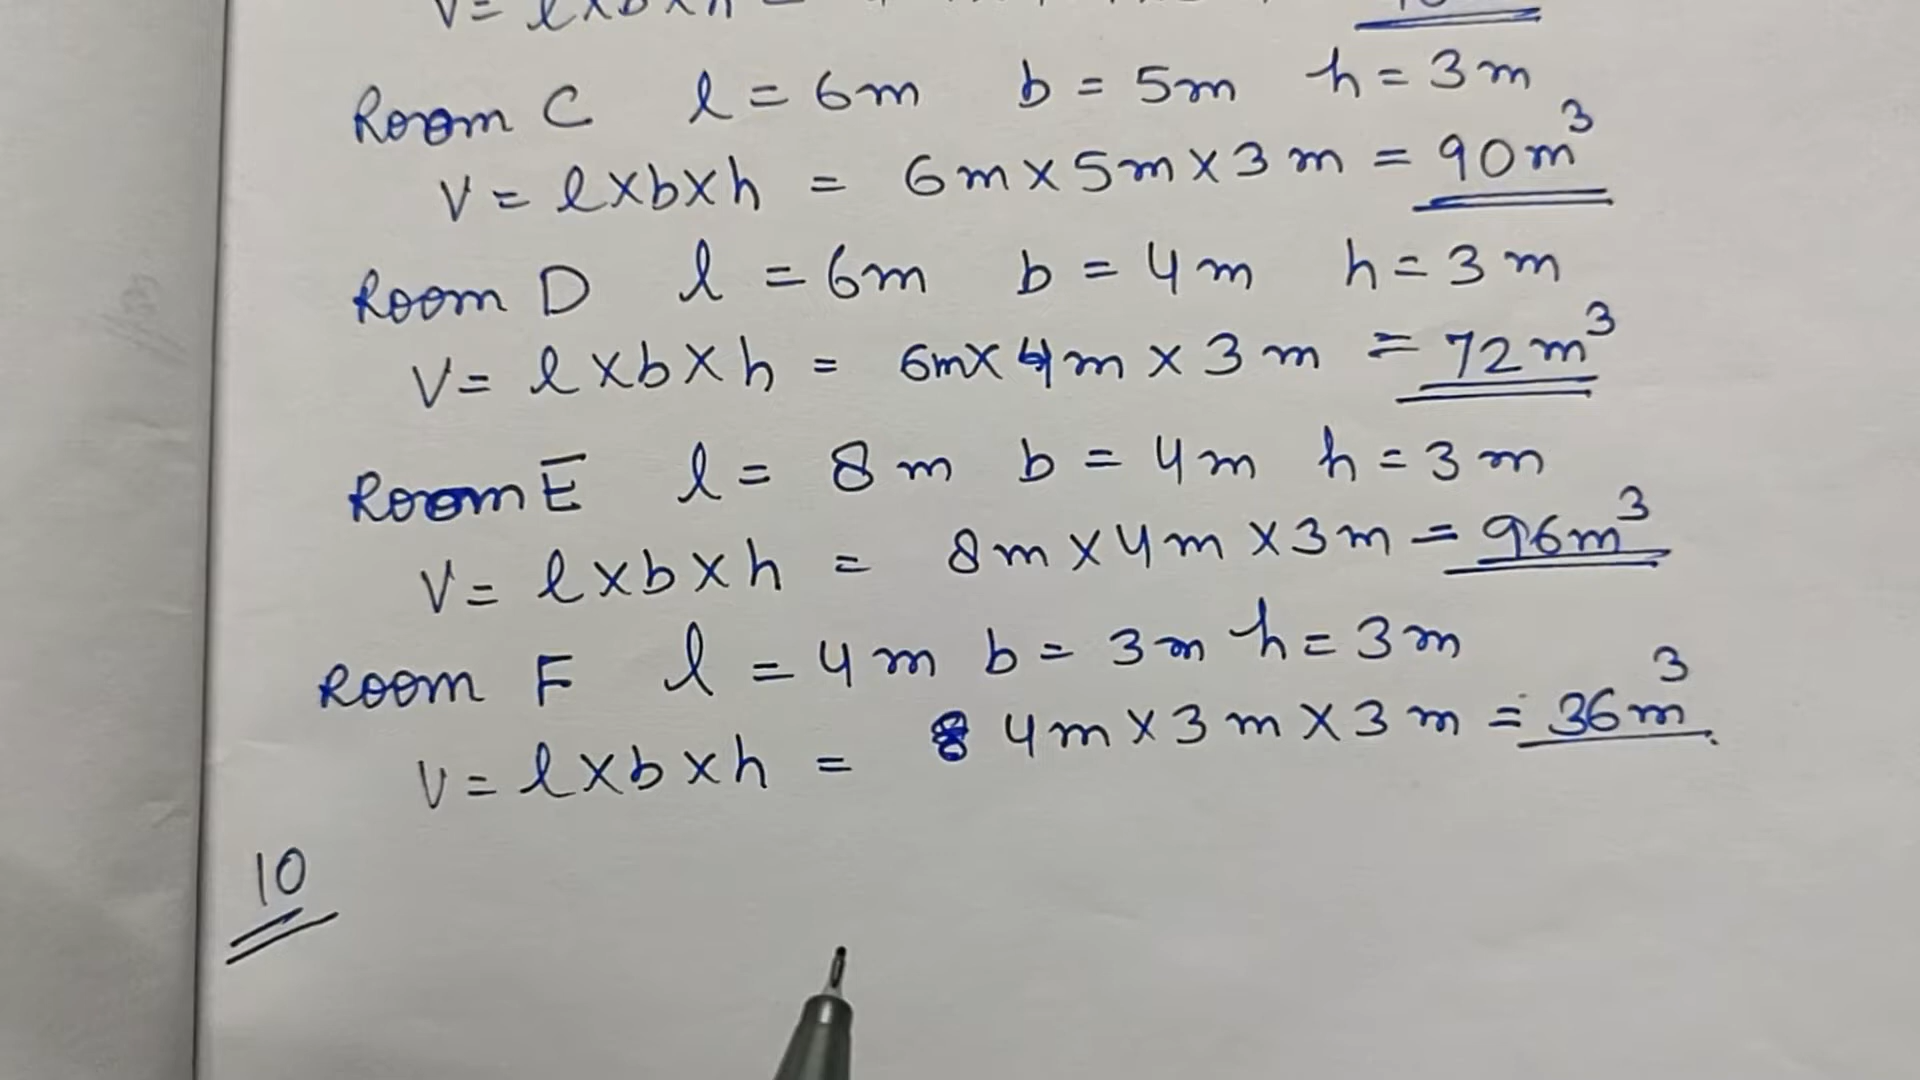 V = l x b x h =
Room C l = 6m b = 5m h = 3m
V = l x b x h = 6m x 5m x 3m = 90m³
Room D l = 6m b = 4m h = 3m
V = l x b x h = 6m x 4m x 3m = 72m³
Room E l = 8m b = 4m h = 3m
V = l x b x h = 8m x 4m x 3m = 96m³
Room F l = 4m b = 3m h = 3m
V = l x b x h = 4m x 3m x 3m = 36m³.
10